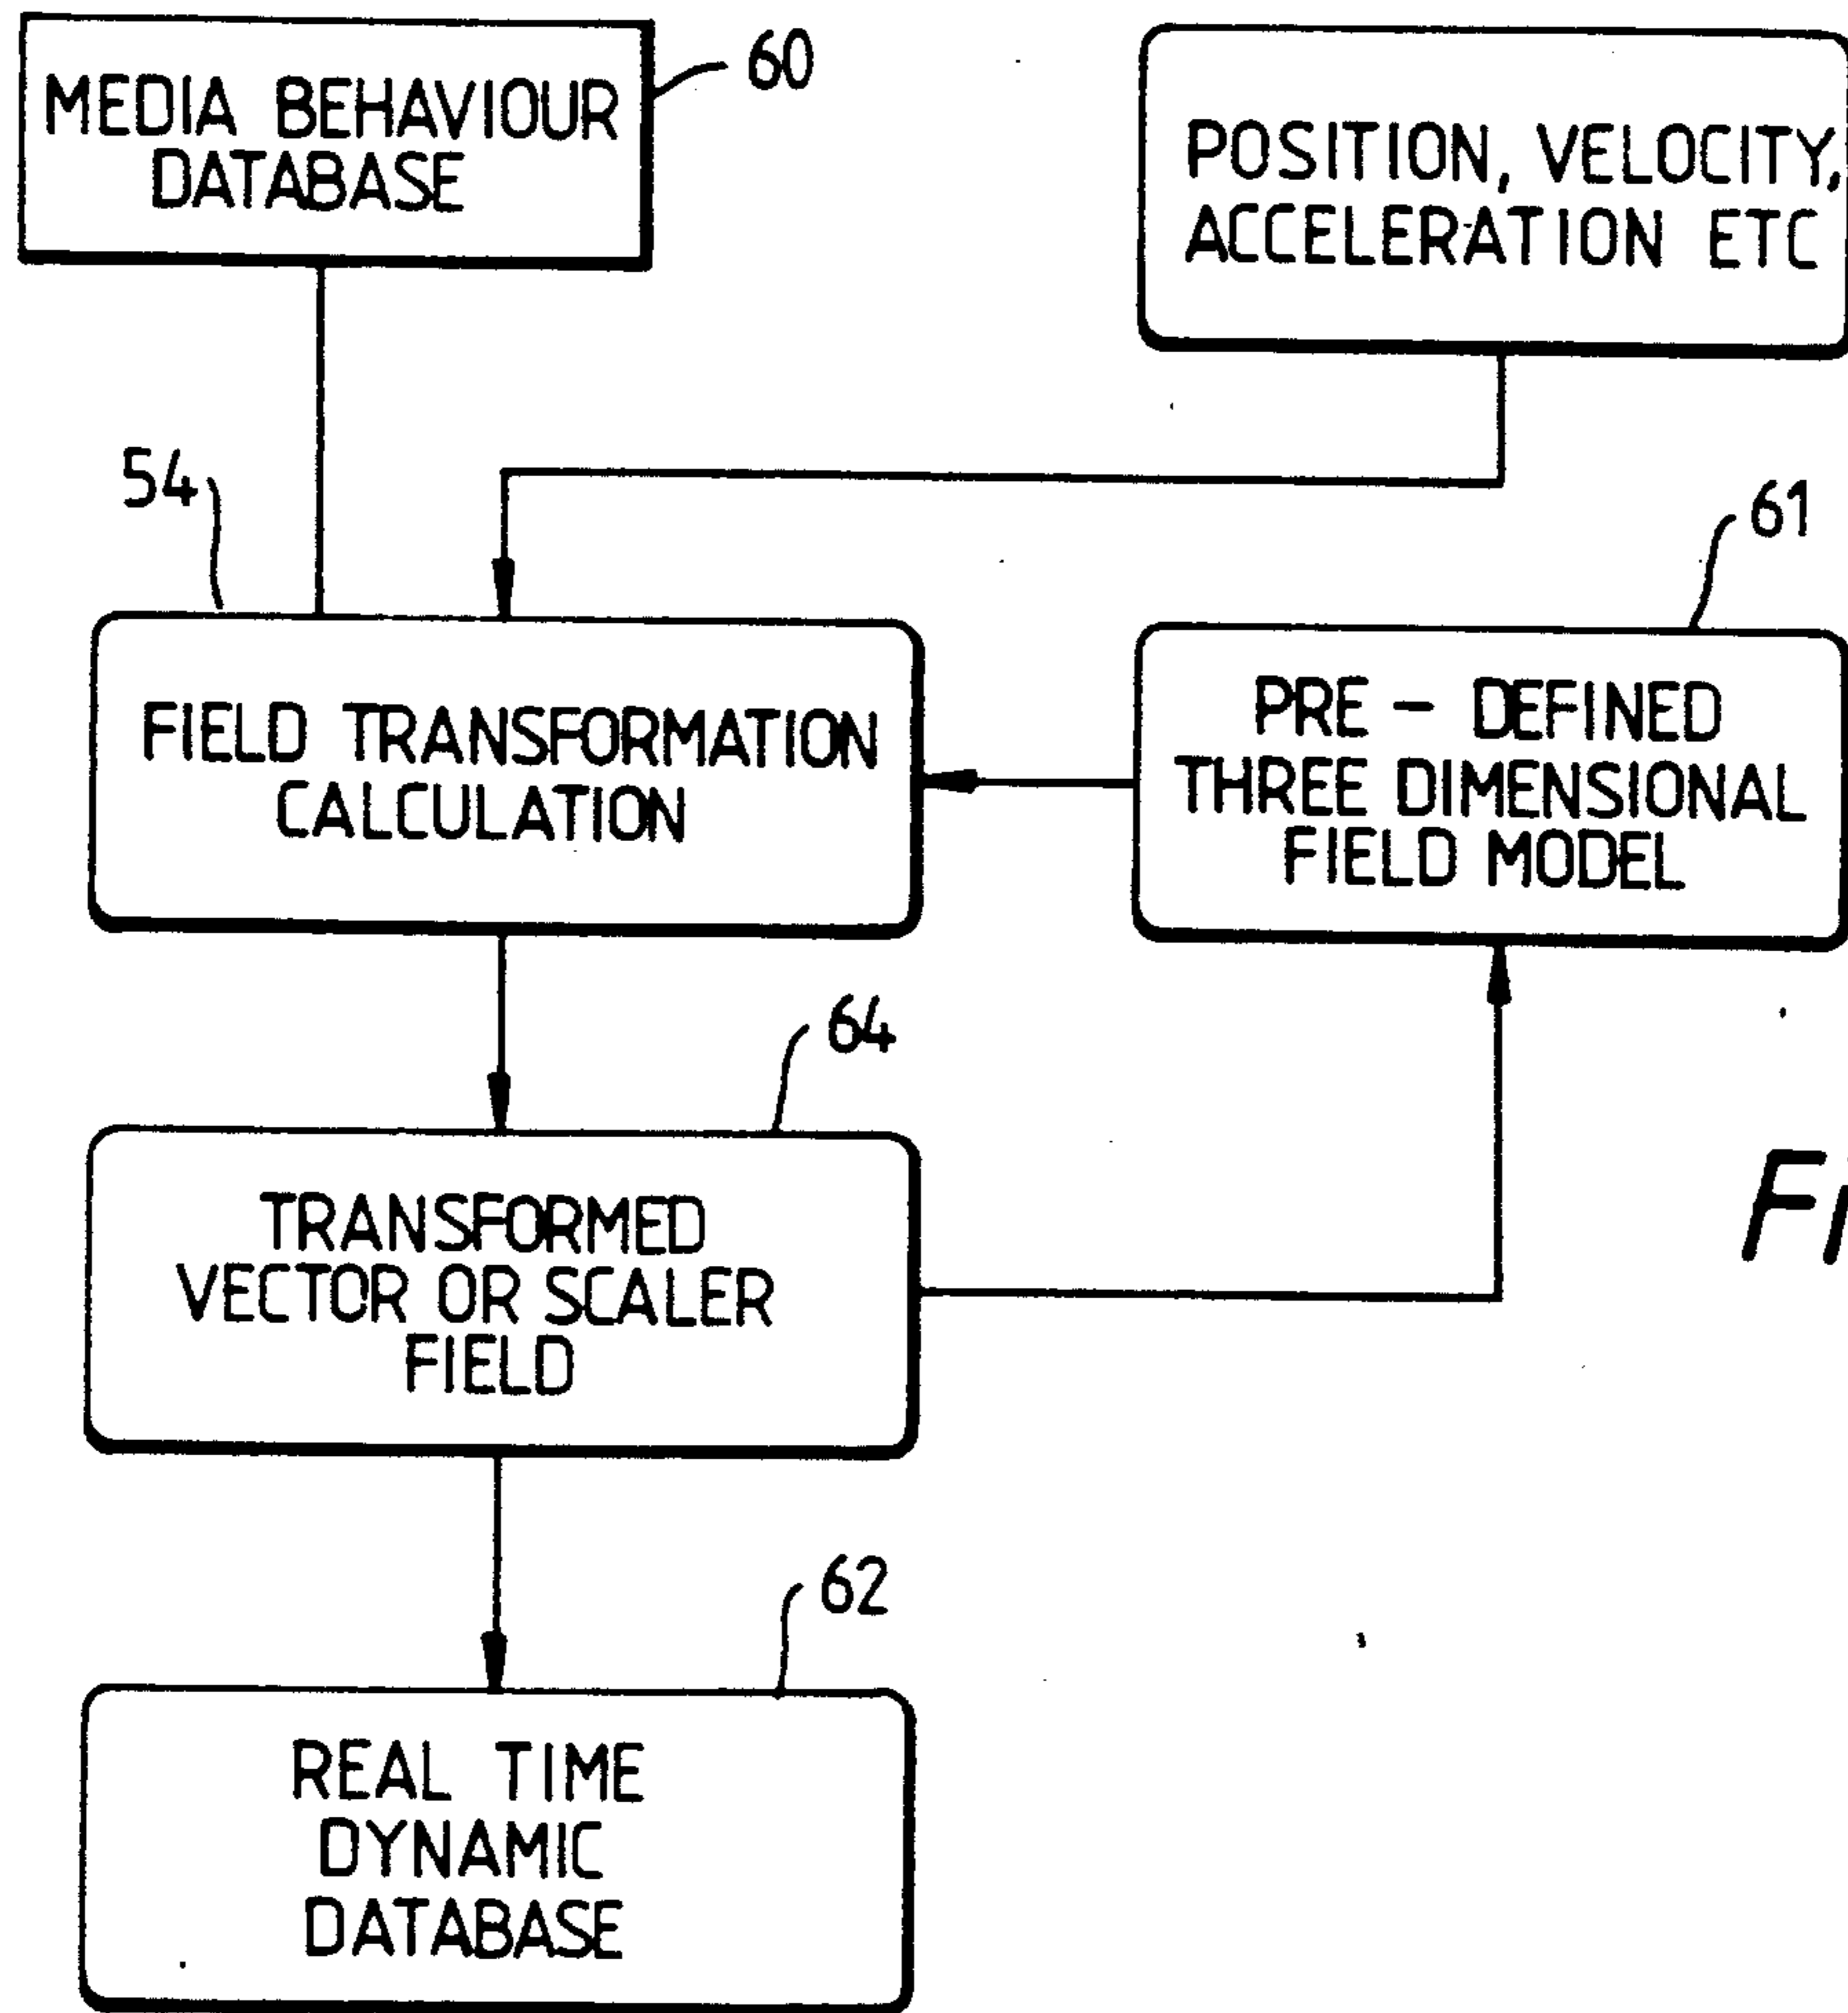 MEDIA BEHAVIOUR
DATABASE
60
POSITION, VELOCITY,
ACCELERATION ETC
54
61
FIELD TRANSFORMATION
CALCULATION
PRE - DEFINED
THREE DIMENSIONAL
FIELD MODEL
64
TRANSFORMED
VECTOR OR SCALER
FIELD
62
REAL TIME
DYNAMIC
DATABASE